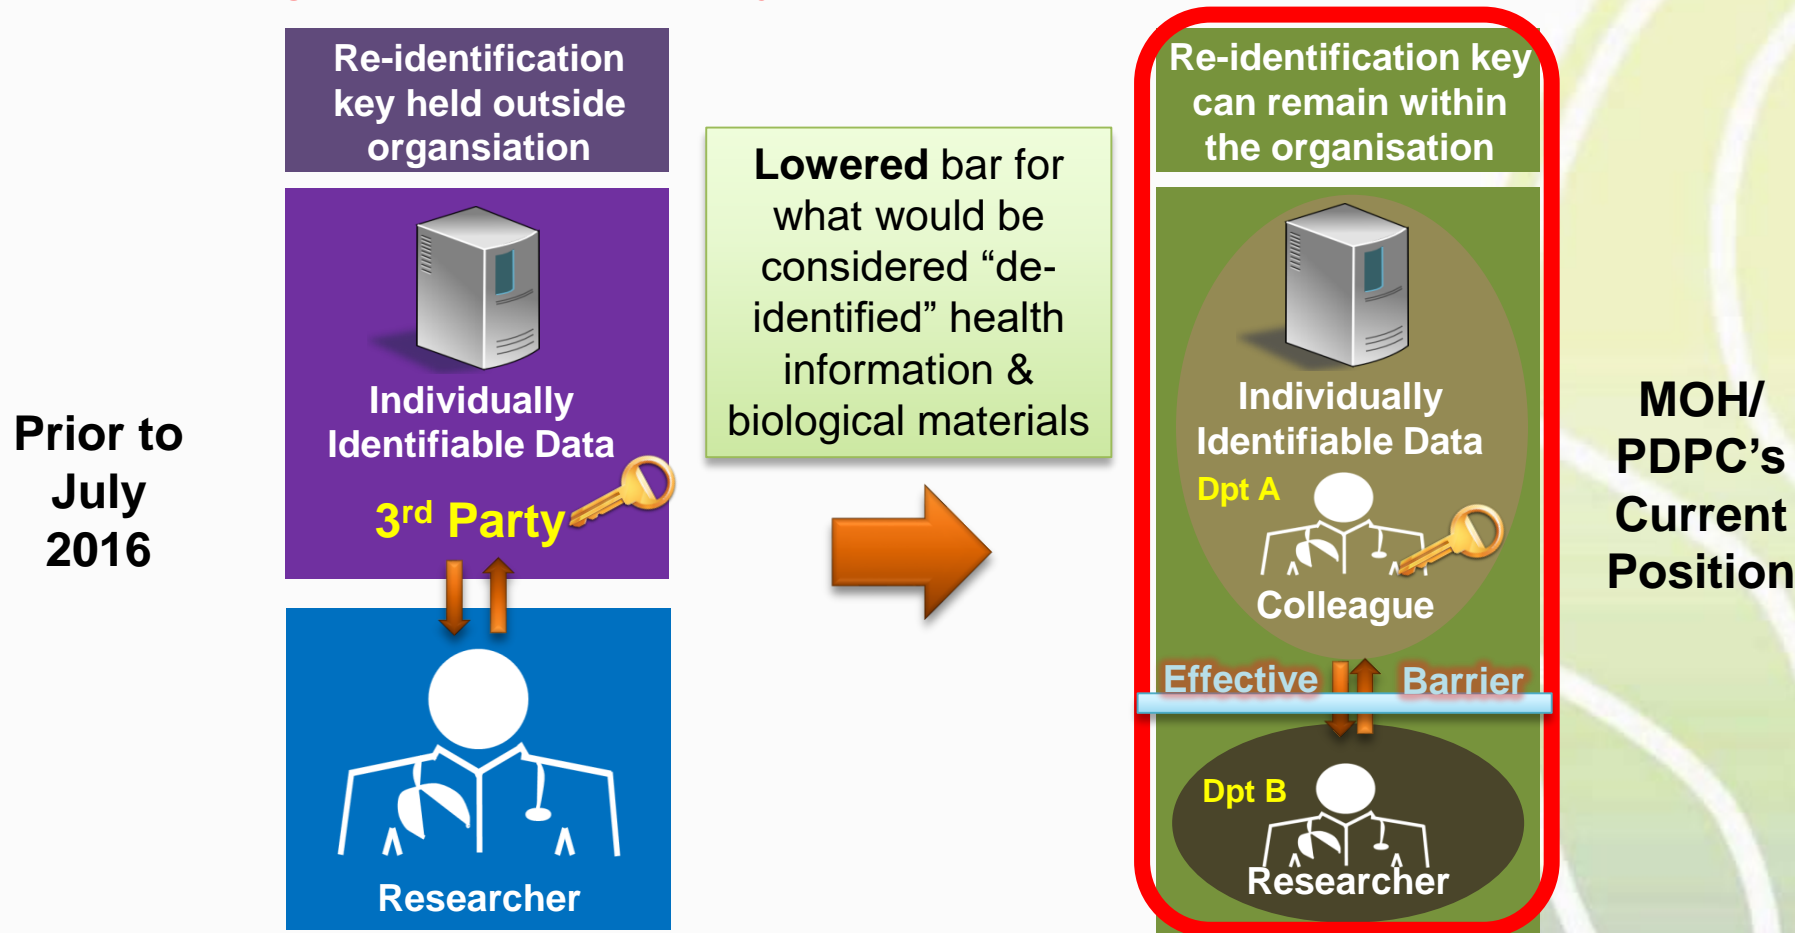 Prior to
July
2016
Re-identification
key held outside
organsiation
Individually
Identifiable Data
3rd Party
Researcher
Lowered bar for
what would be
considered “de-
identified” health
information &
biological materials
Re-identification key
can remain within
the organisation
Individually
Identifiable Data
Dpt A
Colleague
Effective Barrier
Dpt B
Researcher
MOH/
PDPC’s
Current
Position